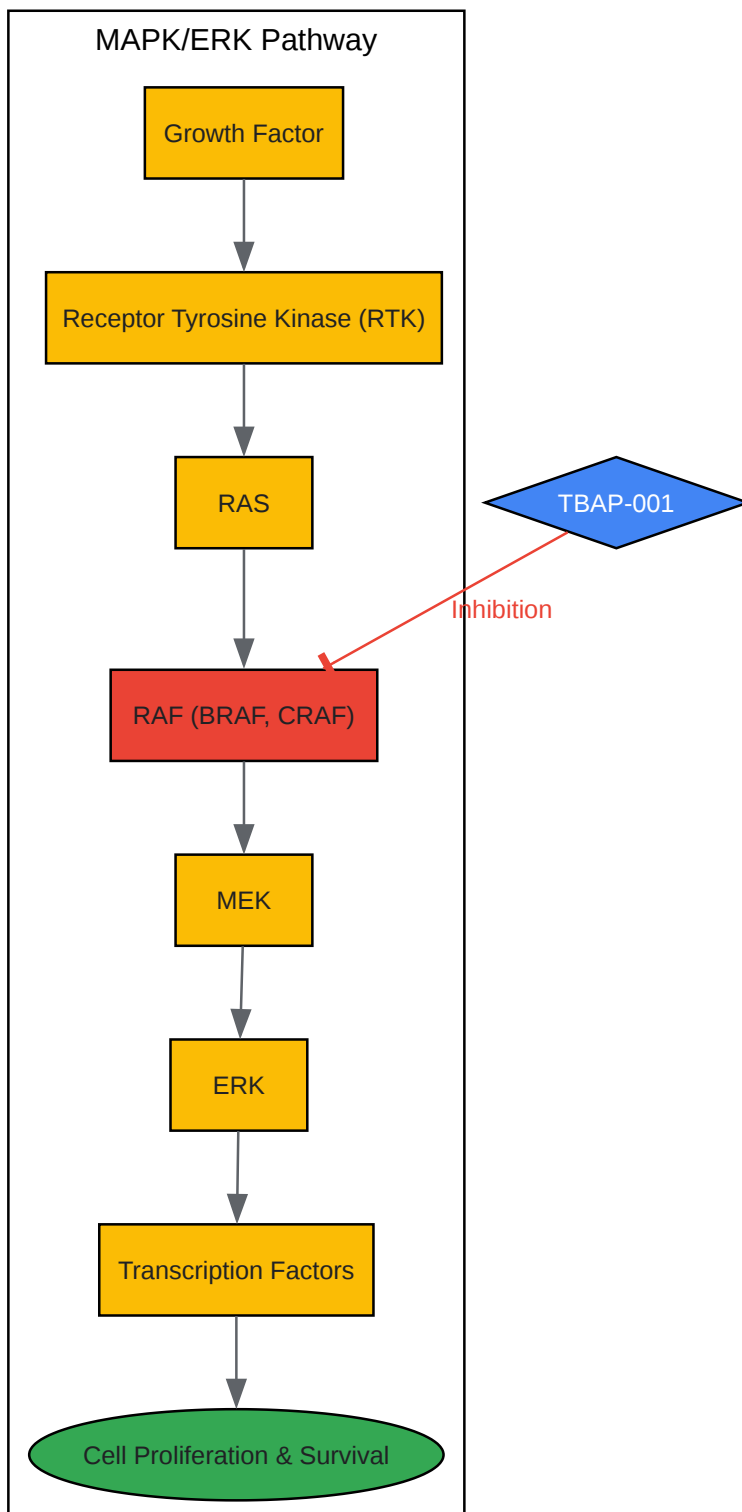 MAPK/ERK Pathway
Growth Factor
Receptor Tyrosine Kinase (RTK)
RAS
TBAP-001
Inhibition
RAF (BRAF, CRAF)
MEK
ERK
Transcription Factors
Cell Proliferation & Survival